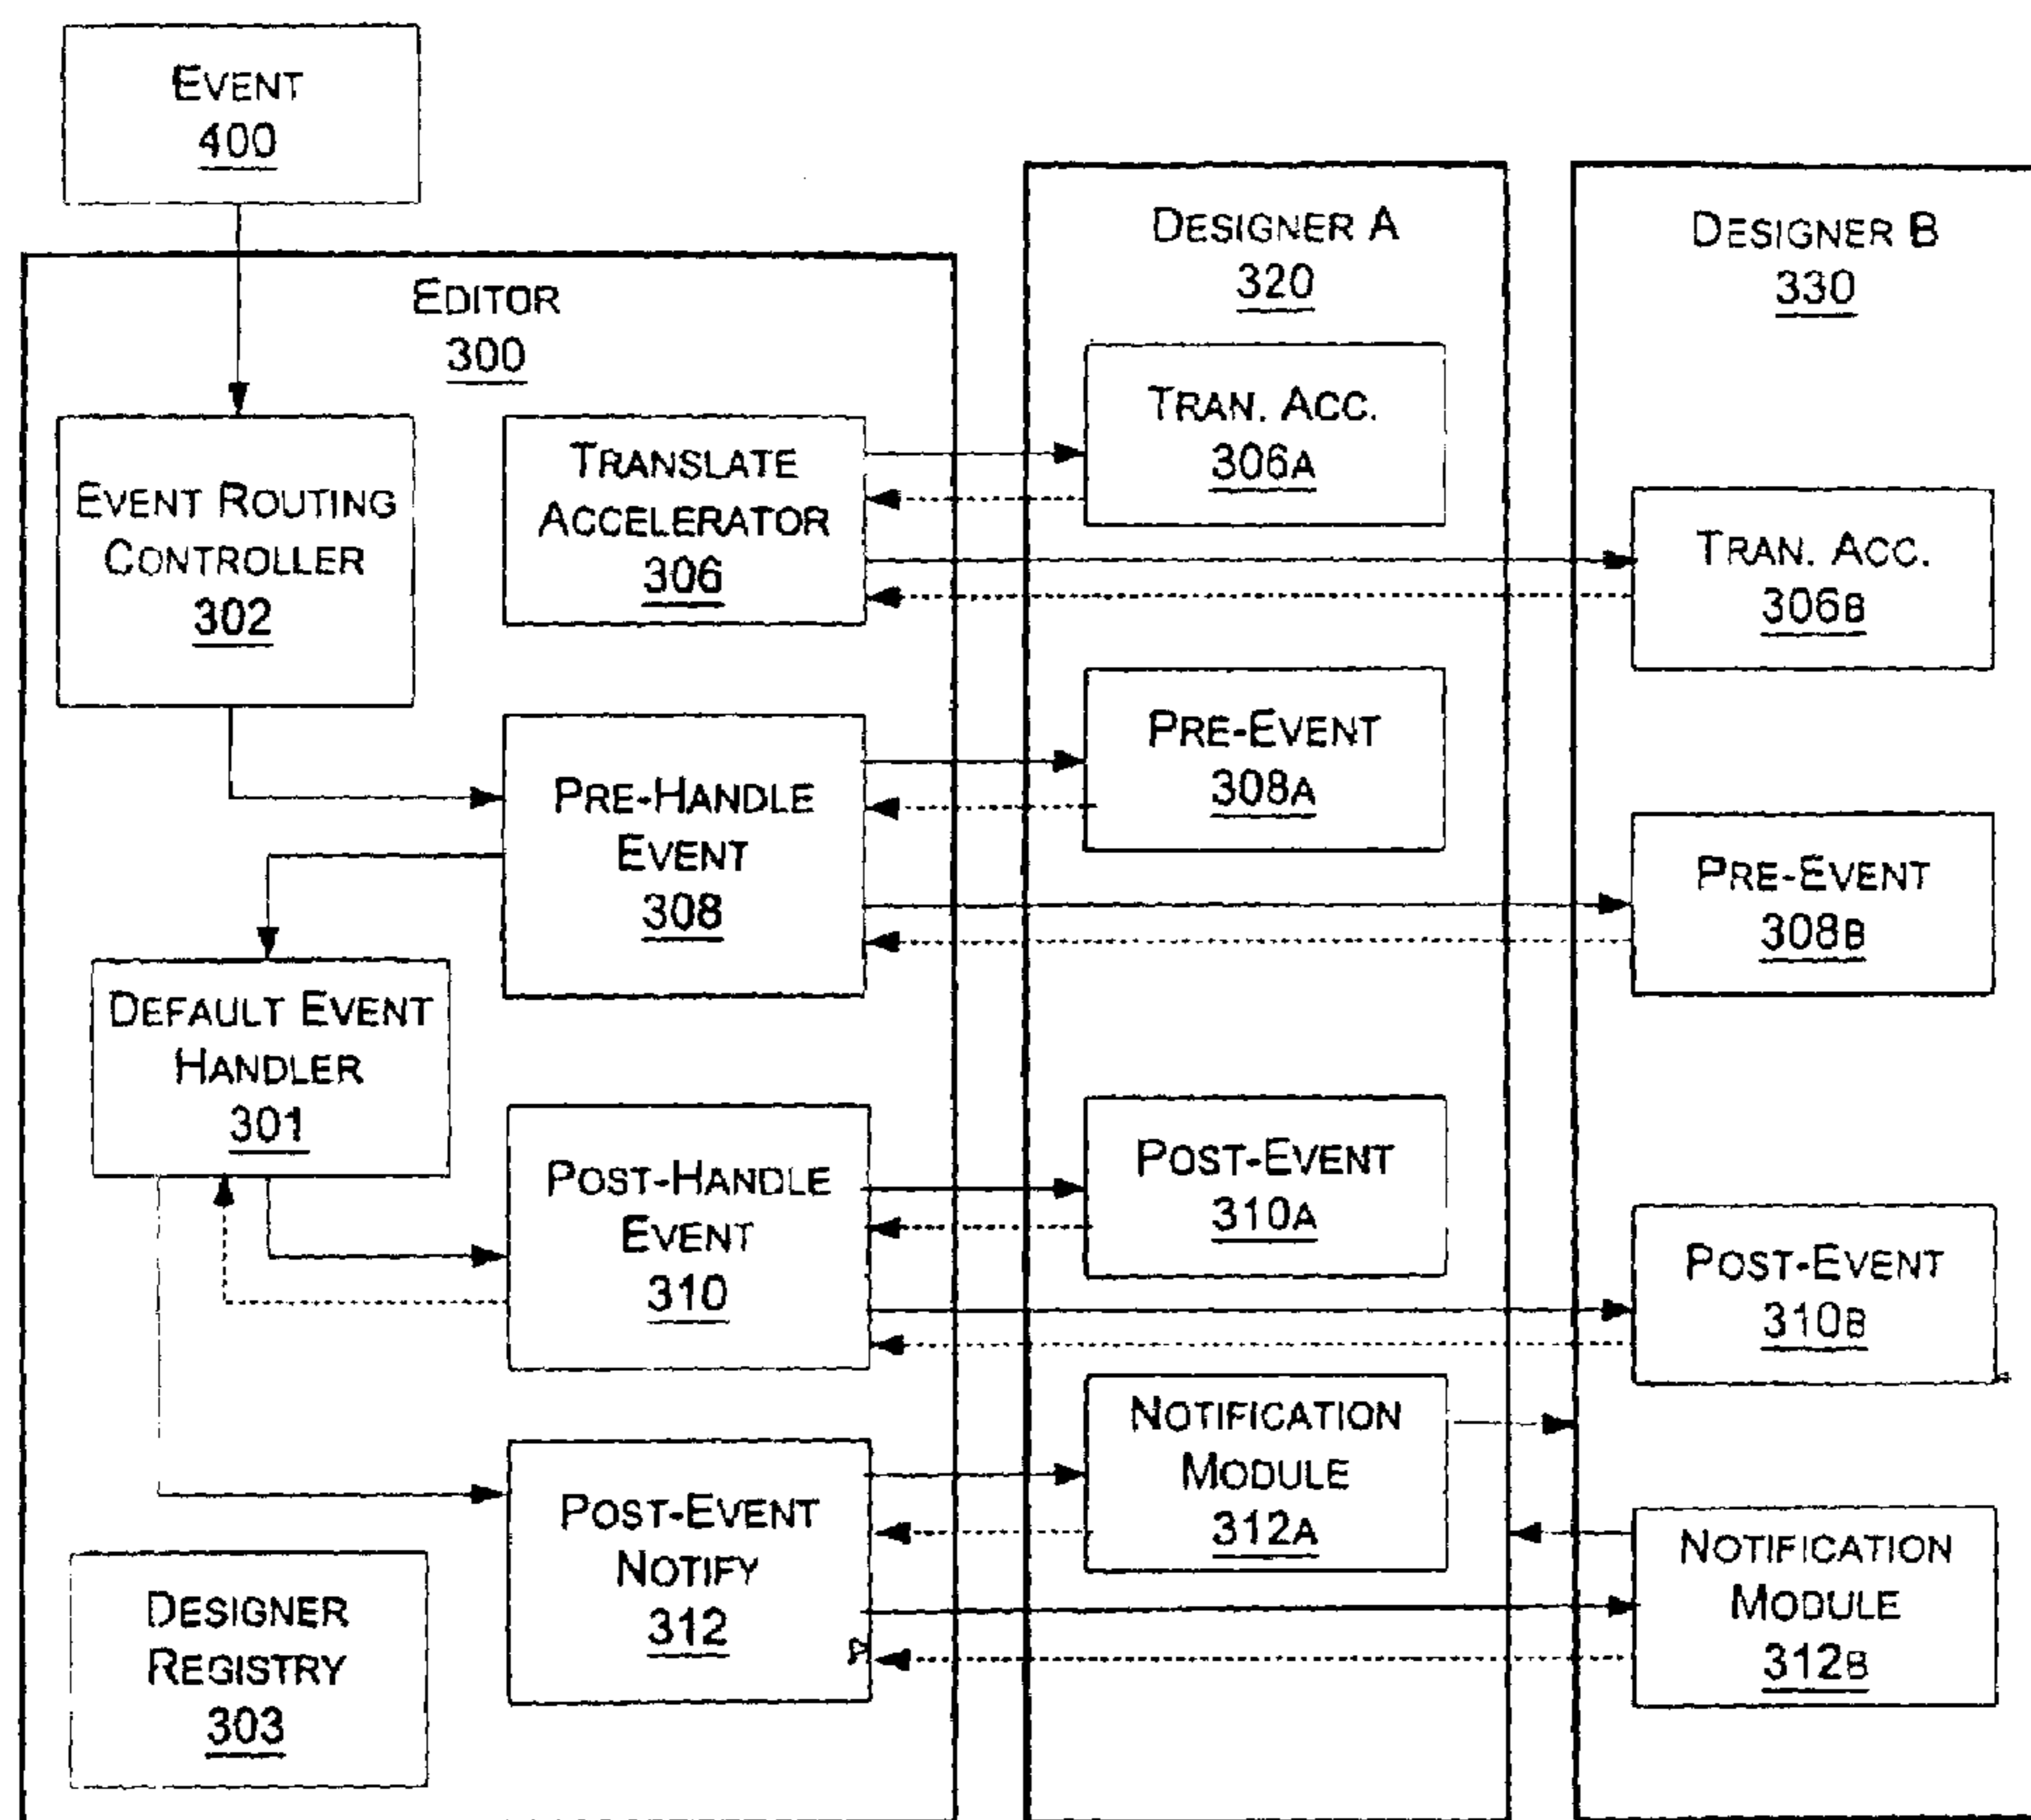 EVENT
400
EDITOR
300
EVENT ROUTING
CONTROLLER
302
TRANSLATE
ACCELERATOR
306
PRE-HANDLE
EVENT
308
DEFAULT EVENT
HANDLER
301
POST-HANDLE
EVENT
310
POST-EVENT
NOTIFY
312
DESIGNER
REGISTRY
303
DESIGNER A
320
TRAN. ACC.
306A
PRE-EVENT
308A
POST-EVENT
310A
NOTIFICATION
MODULE
312A
DESIGNER B
330
TRAN. ACC.
306B
PRE-EVENT
308B
POST-EVENT
310B
NOTIFICATION
MODULE
312B